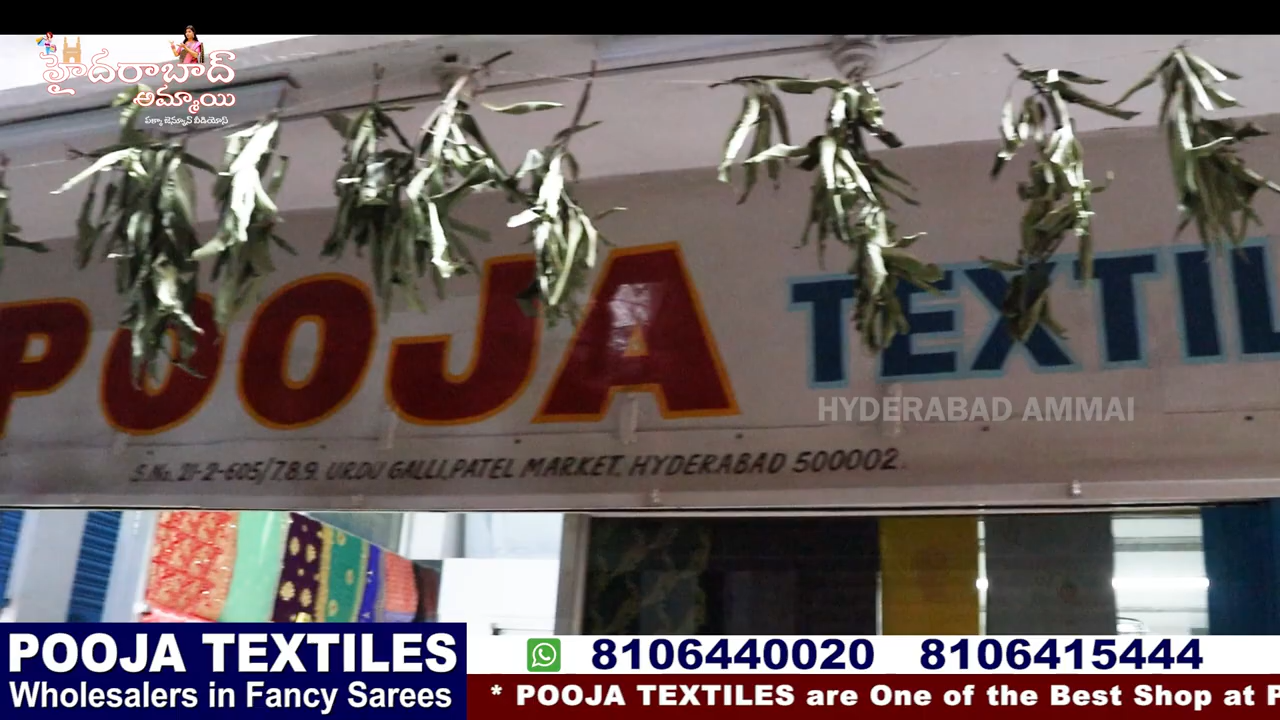 హైదరాబాద్
అమ్మాయి
పక్కా జెన్యూన్ వీడియోస్
POOJA TEXTIL
HYDERABAD AMMAI
S.No. 21-2-605/7.8.9. URDU GALLI, PATEL MARKET, HYDERABAD 500002.
POOJA TEXTILES
Wholesalers in Fancy Sarees
8106440020 8106415444
* POOJA TEXTILES are One of the Best Shop at P